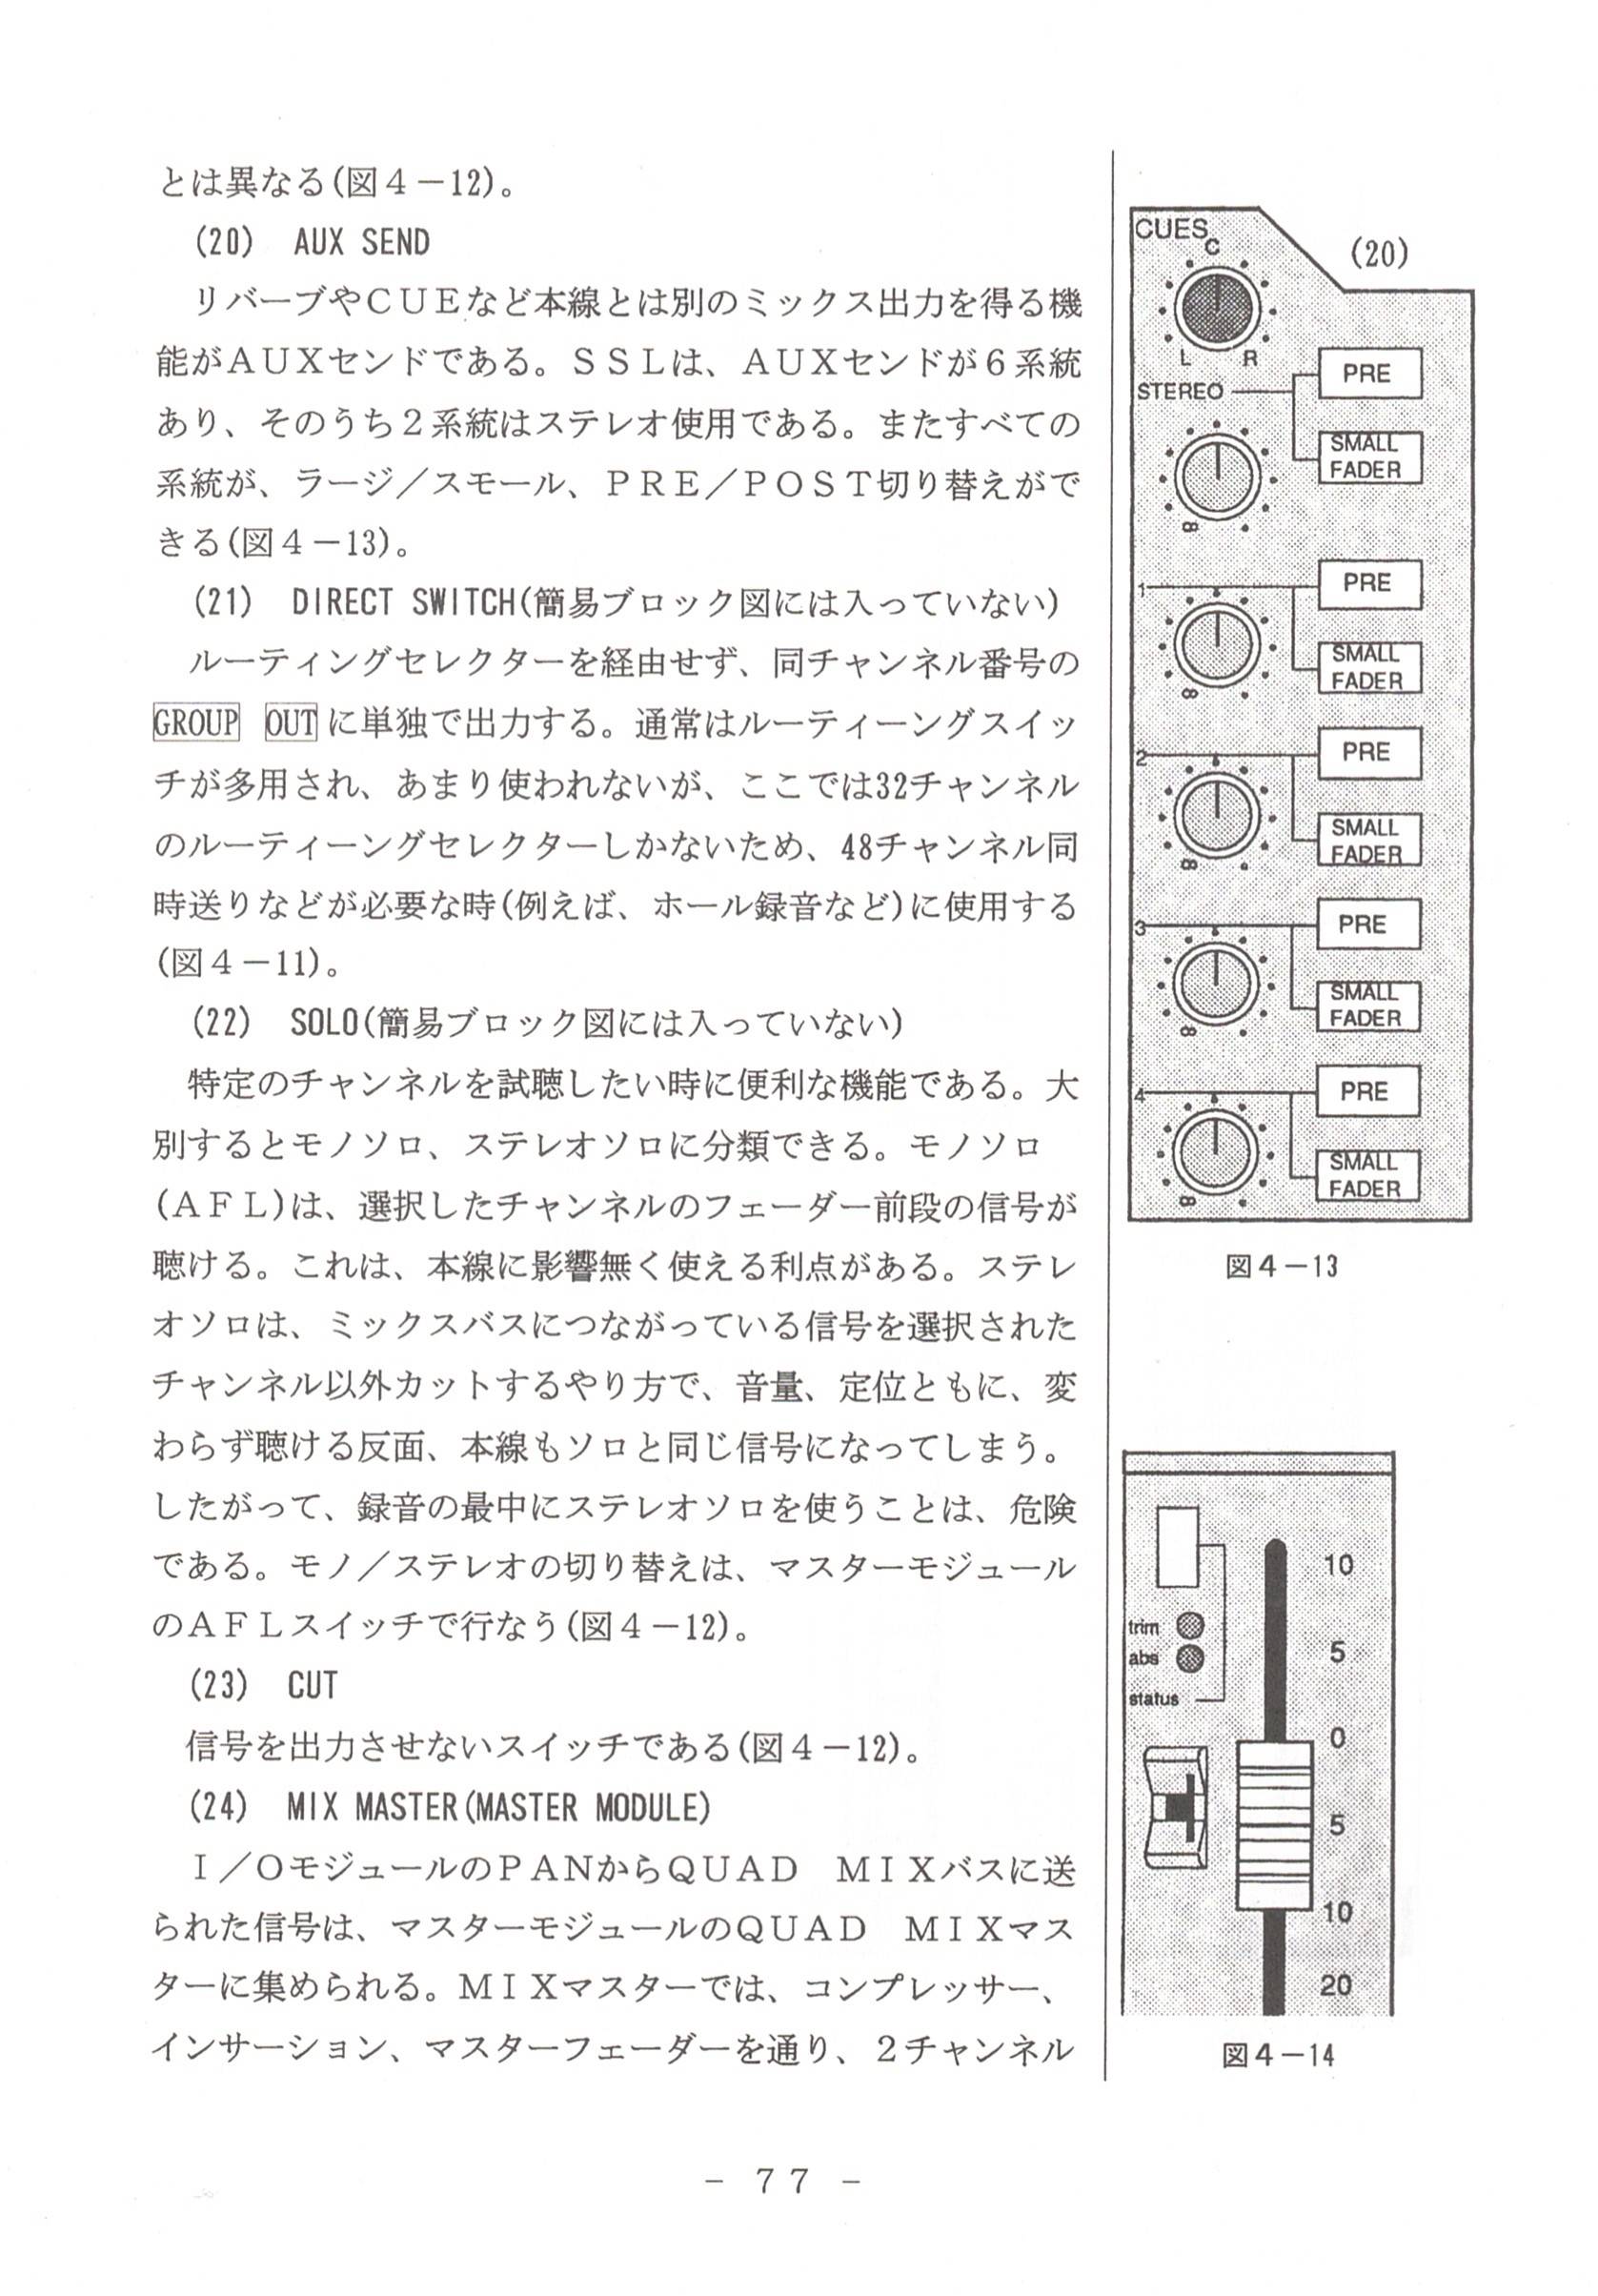 とは異なる(図４－12)。
(20)　AUX SEND
リバーブやＣＵＥなど本線とは別のミックス出力を得る機
能がＡＵＸセンドである。ＳＳＬは、ＡＵＸセンドが６系統
あり、そのうち２系統はステレオ使用である。またすべての
系統が、ラージ／スモール、ＰＲＥ／ＰＯＳＴ切り替えがで
きる(図４－13)。
(21)　DIRECT SWITCH(簡易ブロック図には入っていない)
ルーティングセレクターを経由せず、同チャンネル番号の
GROUP OUTに単独で出力する。通常はルーティーングスイッ
チが多用され、あまり使われないが、ここでは32チャンネル
のルーティーングセレクターしかないため、48チャンネル同
時送りなどが必要な時(例えば、ホール録音など)に使用する
(図４－11)。
(22)　SOLO(簡易ブロック図には入っていない)
特定のチャンネルを試聴したい時に便利な機能である。大
別するとモノソロ、ステレオソロに分類できる。モノソロ
(ＡＦＬ)は、選択したチャンネルのフェーダー前段の信号が
聴ける。これは、本線に影響無く使える利点がある。ステレ
オソロは、ミックスバスにつながっている信号を選択された
チャンネル以外カットするやり方で、音量、定位ともに、変
わらず聴ける反面、本線もソロと同じ信号になってしまう。
したがって、録音の最中にステレオソロを使うことは、危険
である。モノ／ステレオの切り替えは、マスターモジュール
のＡＦＬスイッチで行なう(図４－12)。
(23)　CUT
信号を出力させないスイッチである(図４－12)。
(24)　MIX MASTER(MASTER MODULE)
Ｉ／ＯモジュールのＰＡＮからＱＵＡＤ　ＭＩＸバスに送
られた信号は、マスターモジュールのＱＵＡＤ　ＭＩＸマス
ターに集められる。ＭＩＸマスターでは、コンプレッサー、
インサーション、マスターフェーダーを通り、２チャンネル
CUES
C
(20)
L R
PRE
STEREO
SMALL
FADER
∞
1
PRE
SMALL
FADER
∞
2
PRE
SMALL
FADER
∞
3
PRE
SMALL
FADER
∞
4
PRE
SMALL
FADER
∞
図４－13
10
trim
5
abs
status
0
5
10
20
図４－14
－ ７７ －